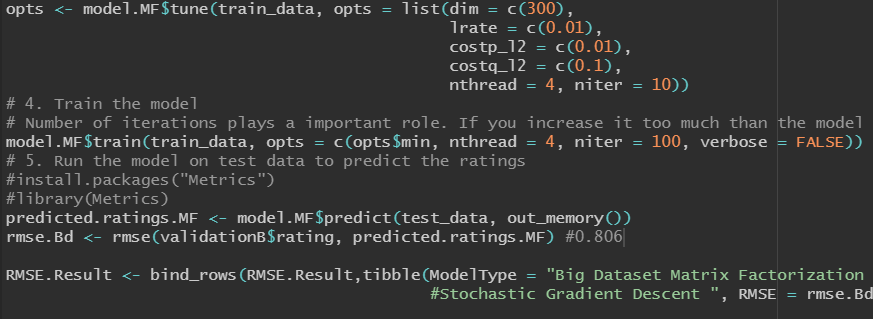 opts <- model.MF$tune(train_data, opts = list(dim = c(300),
lrate = c(0.01),
costp_l2 = c(0.01),
costq_l2 = c(0.1),
nthread = 4, niter = 10))
# 4. Train the model
# Number of iterations plays a important role. If you increase it too much than the model
model.MF$train(train_data, opts = c(opts$min, nthread = 4, niter = 100, verbose = FALSE))
# 5. Run the model on test data to predict the ratings
#install.packages("Metrics")
#library(Metrics)
predicted.ratings.MF <- model.MF$predict(test_data, out_memory())
rmse.Bd <- rmse(validationB$rating, predicted.ratings.MF) #0.806
RMSE.Result <- bind_rows(RMSE.Result,tibble(ModelType = "Big Dataset Matrix Factorization
#Stochastic Gradient Descent ", RMSE = rmse.Bd